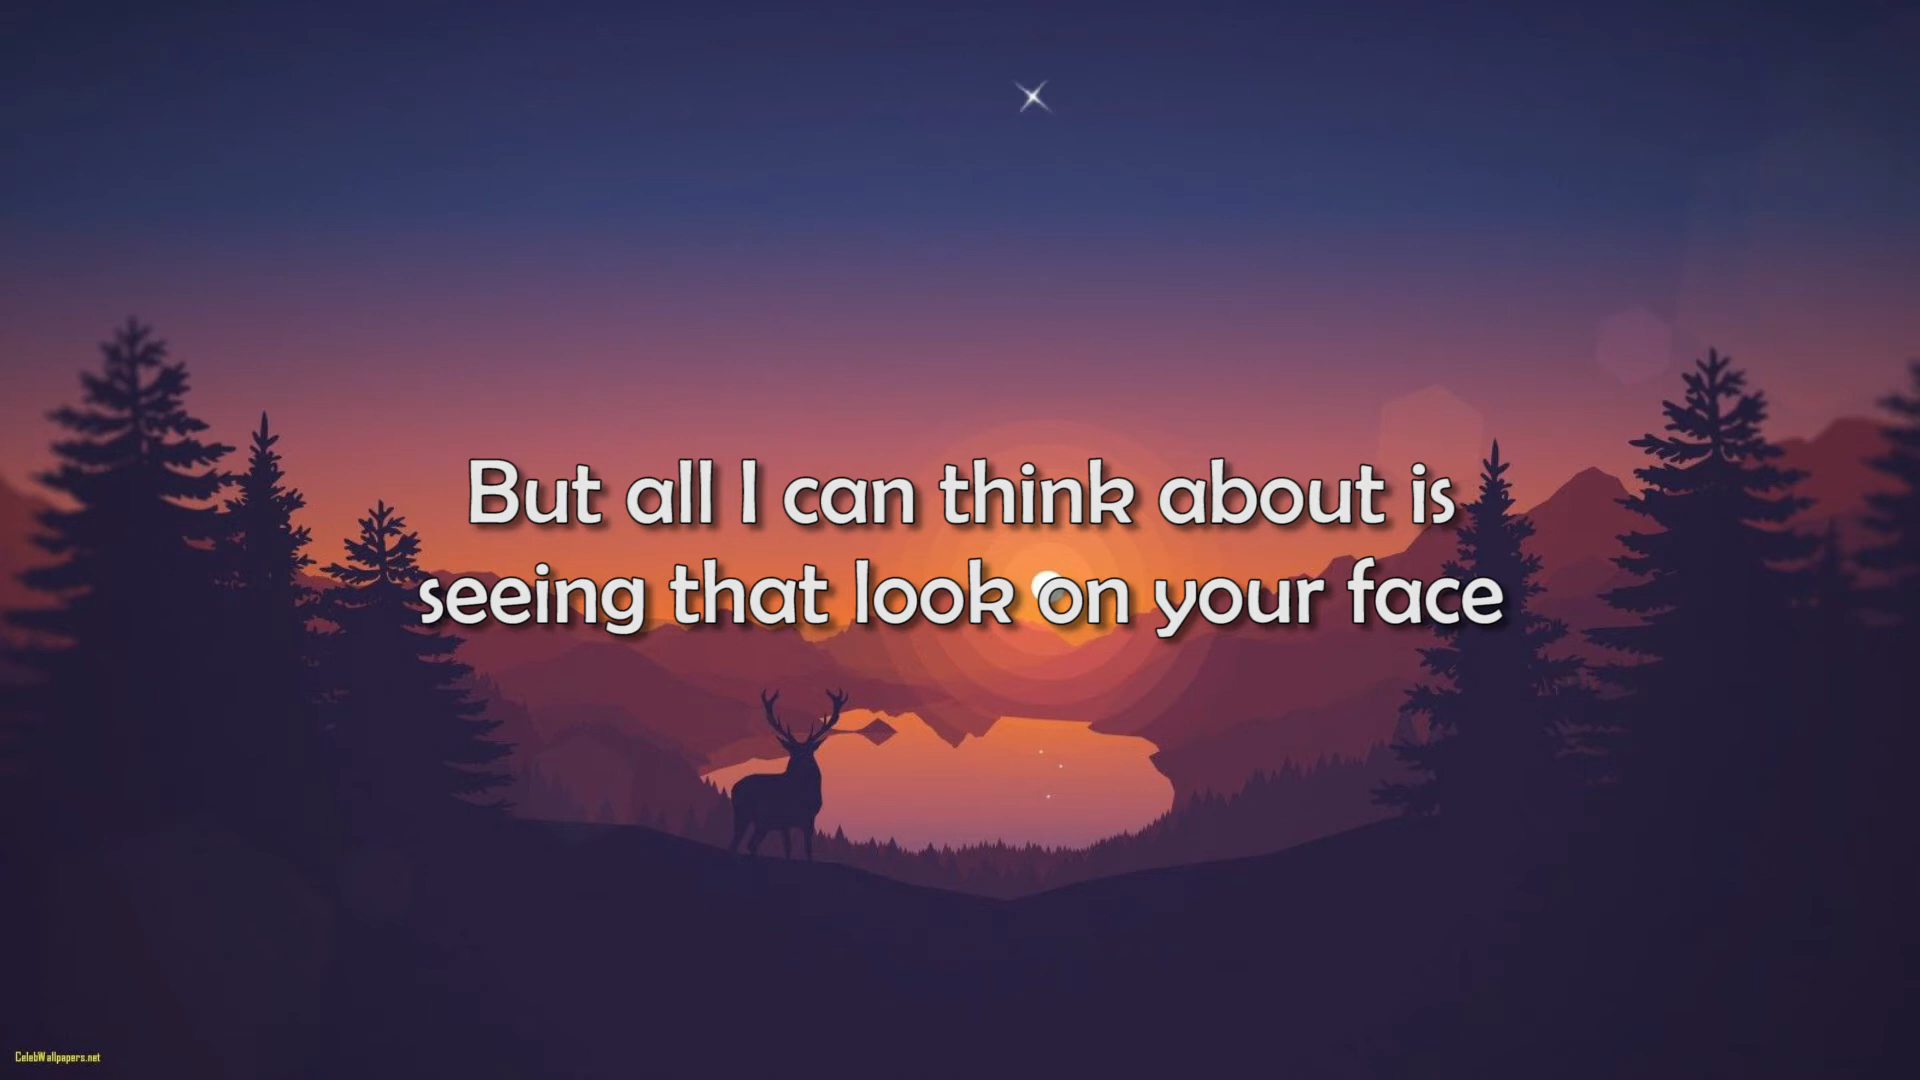 But all I can think about is
seeing that look on your face
CelebWallpapers.net